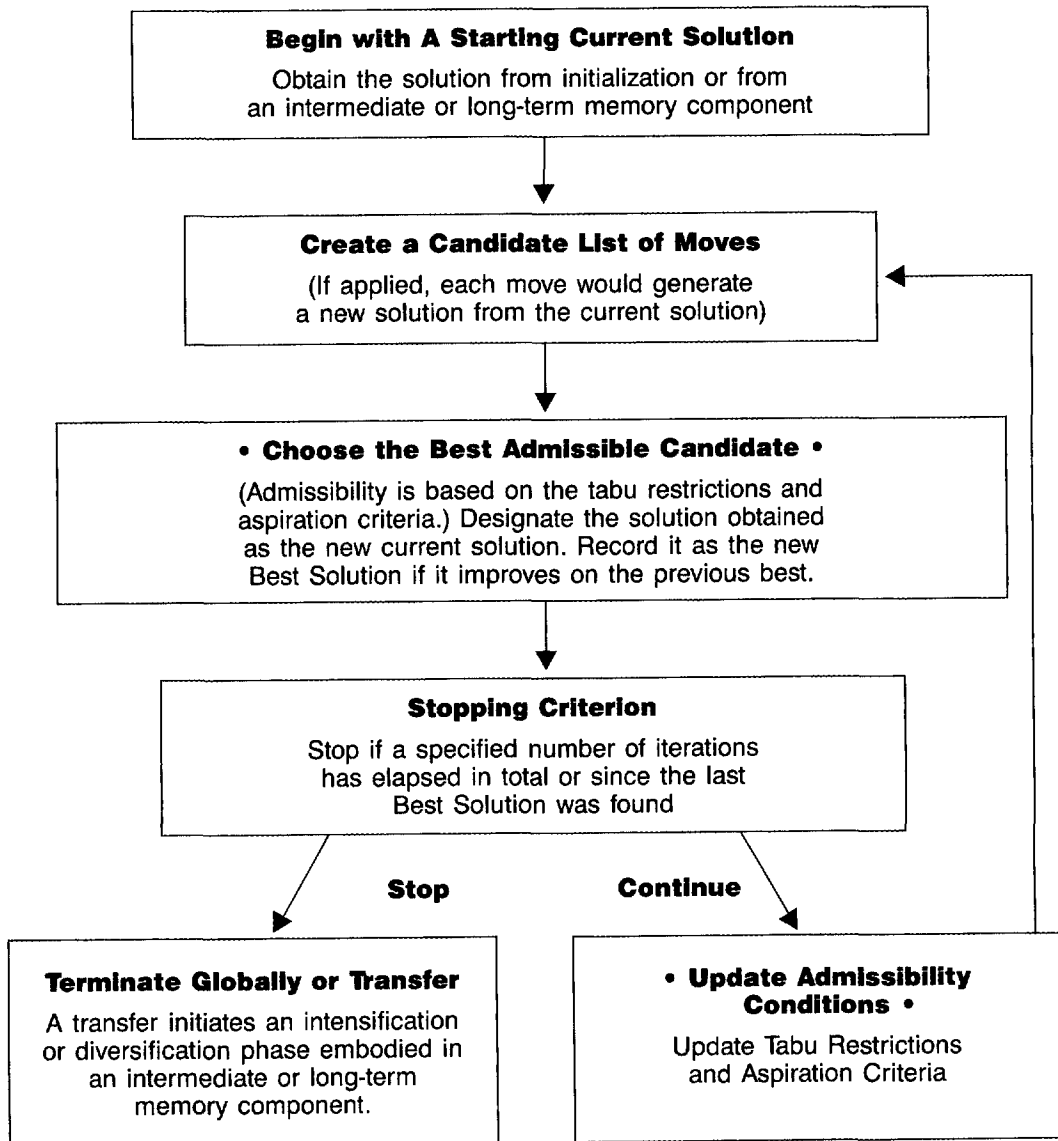 Begin with A Starting Current Solution
Obtain the solution from initialization or from
an intermediate or long-term memory component
Create a Candidate List of Moves
(If applied, each move would generate
a new solution from the current solution)
• Choose the Best Admissible Candidate •
(Admissibility is based on the tabu restrictions and
aspiration criteria.) Designate the solution obtained
as the new current solution. Record it as the new
Best Solution if it improves on the previous best.
Stopping Criterion
Stop if a specified number of iterations
has elapsed in total or since the last
Best Solution was found
Stop
Continue
Terminate Globally or Transfer
A transfer initiates an intensification
or diversification phase embodied in
an intermediate or long-term
memory component.
• Update Admissibility
Conditions •
Update Tabu Restrictions
and Aspiration Criteria